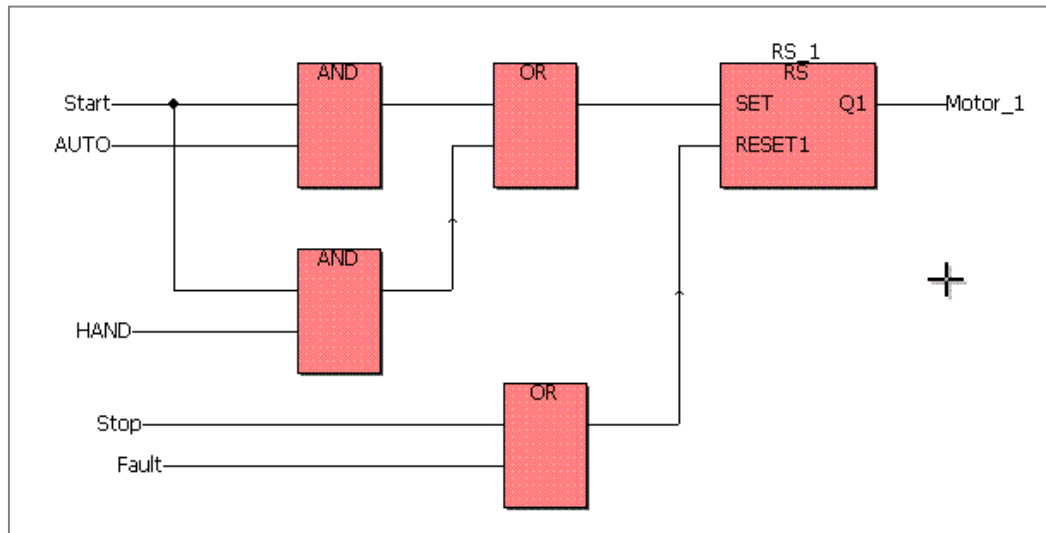 RS_1
AND
OR
RS
Start
SET
Q1
Motor_1
AUTO
RESET1
AND
HAND
OR
Stop
Fault